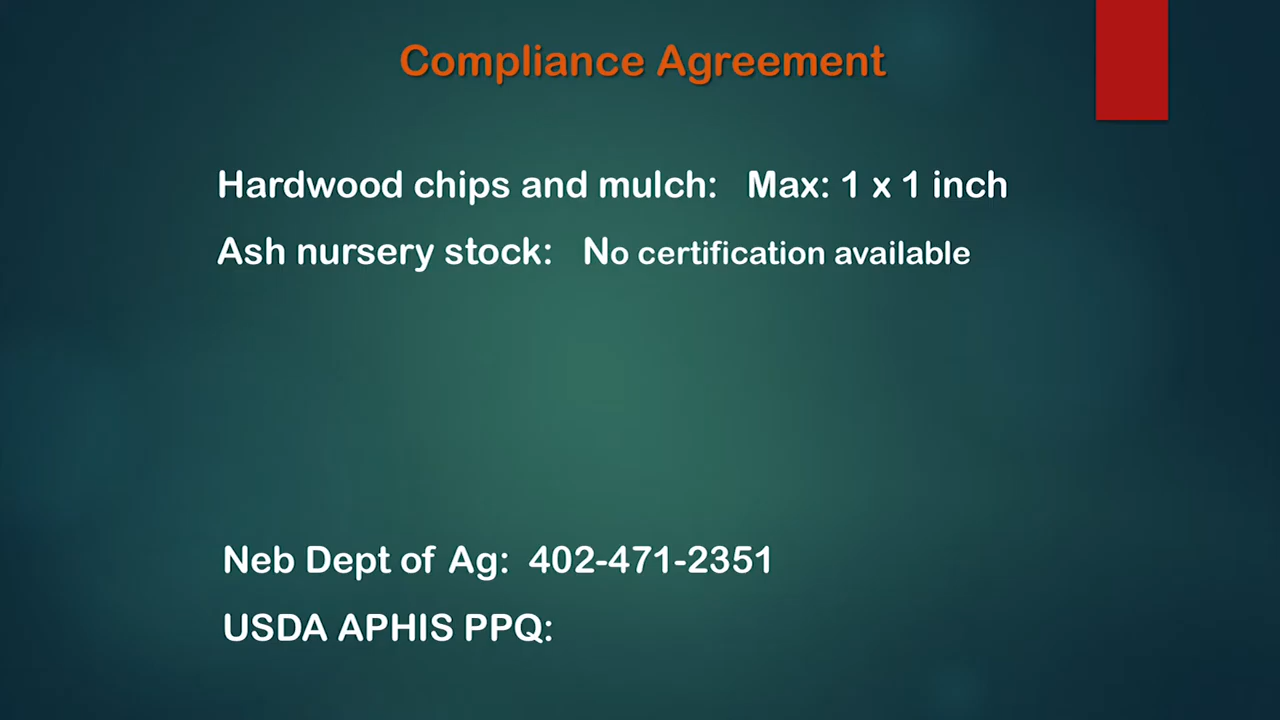 Compliance Agreement
Hardwood chips and mulch: Max: 1 x 1 inch
Ash nursery stock: No certification available
Neb Dept of Ag: 402-471-2351
USDA APHIS PPQ: